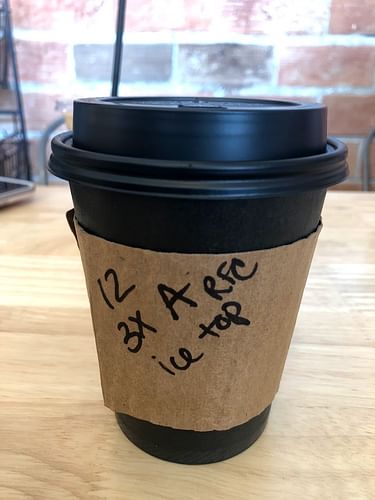 12
3X A RFC
ice top